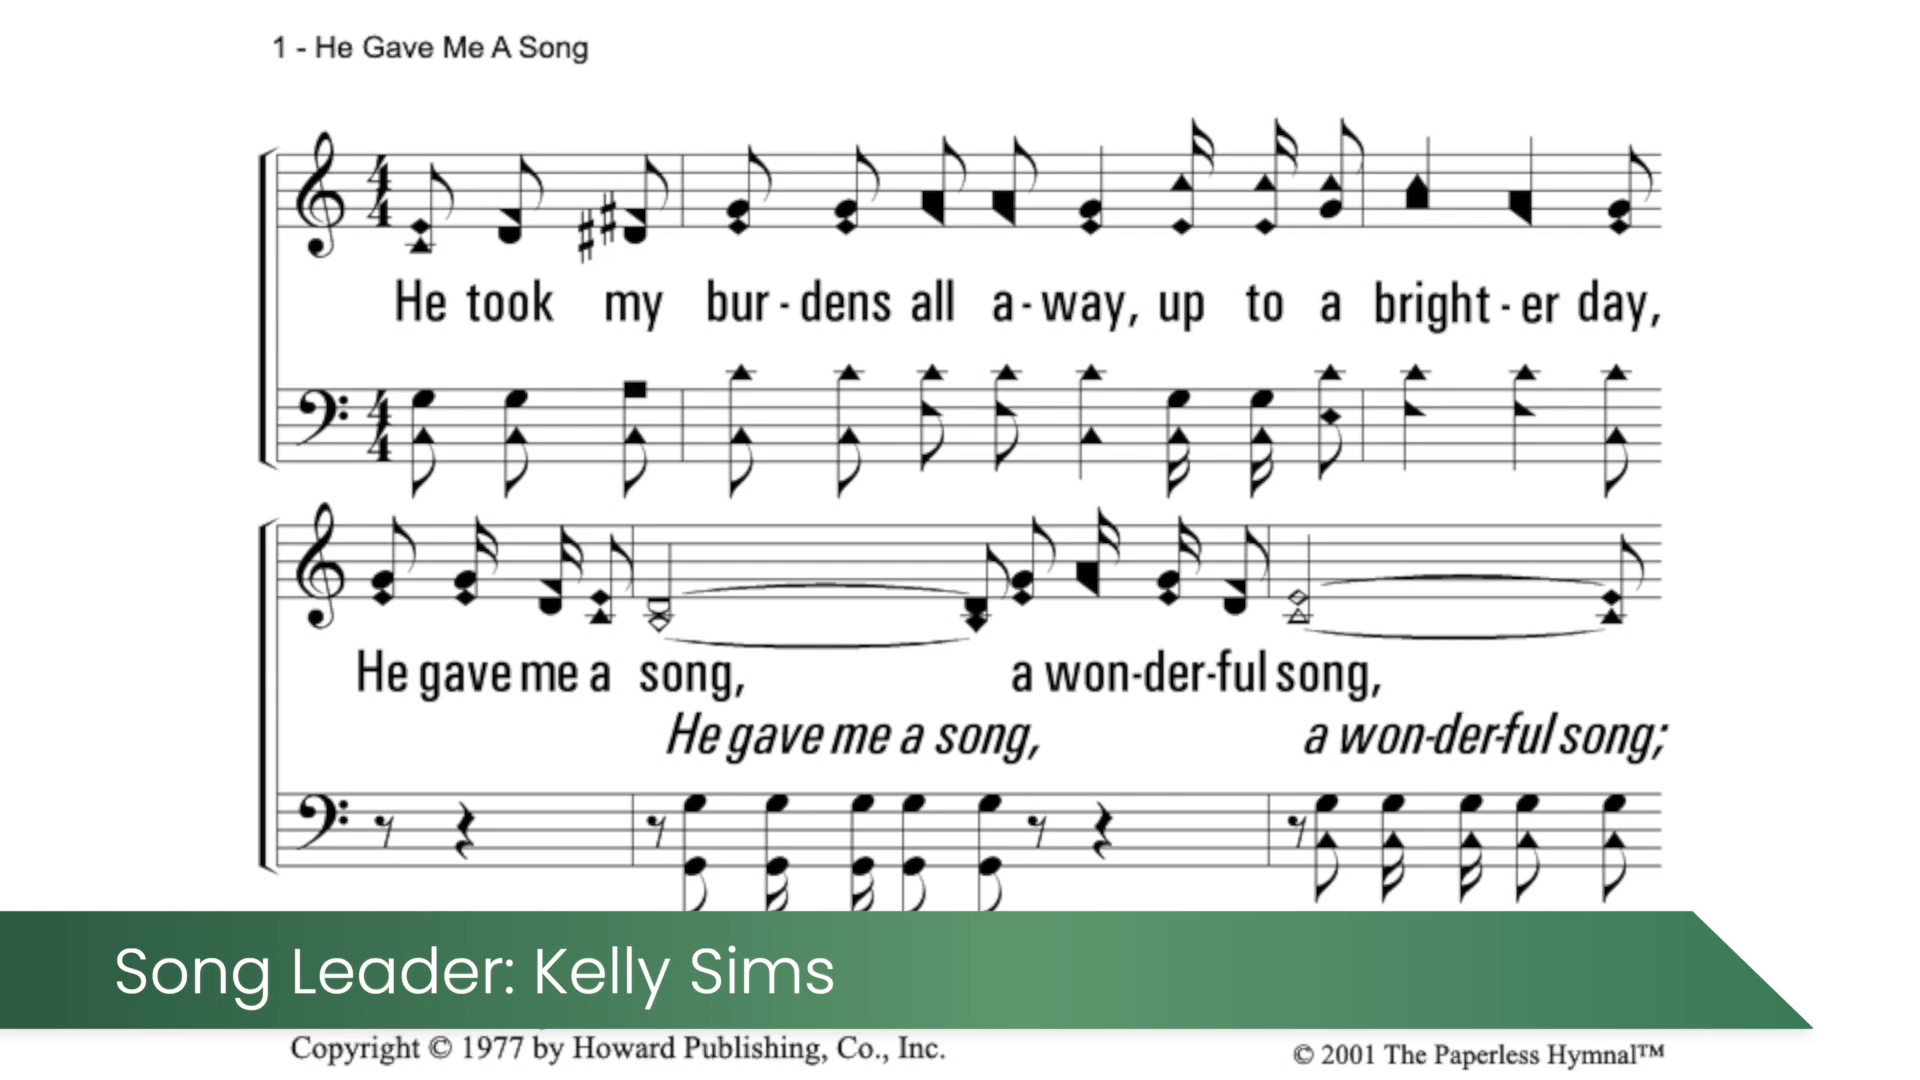 1 - He Gave Me A Song
He took my bur - dens all a - way, up to a bright - er day,
He gave me a song, a won-der-ful song,
He gave me a song, a won-der-ful song;
Song Leader: Kelly Sims
Copyright © 1977 by Howard Publishing, Co., Inc.
© 2001 The Paperless Hymnal™